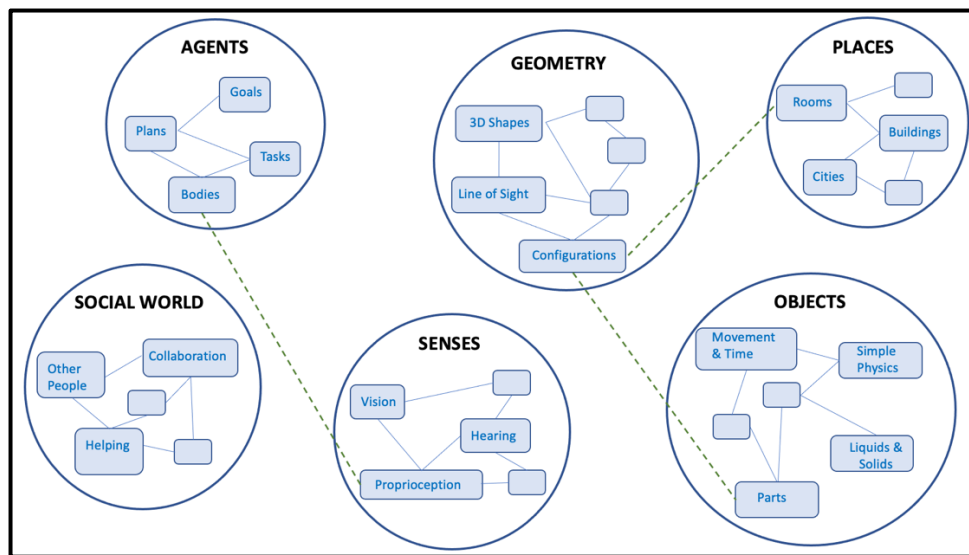 AGENTS
Goals
Plans
Tasks
Bodies
GEOMETRY
3D Shapes
Line of Sight
Configurations
PLACES
Rooms
Buildings
Cities
SOCIAL WORLD
Other
People
Collaboration
Helping
SENSES
Vision
Hearing
Proprioception
OBJECTS
Movement
& Time
Simple
Physics
Liquids &
Solids
Parts